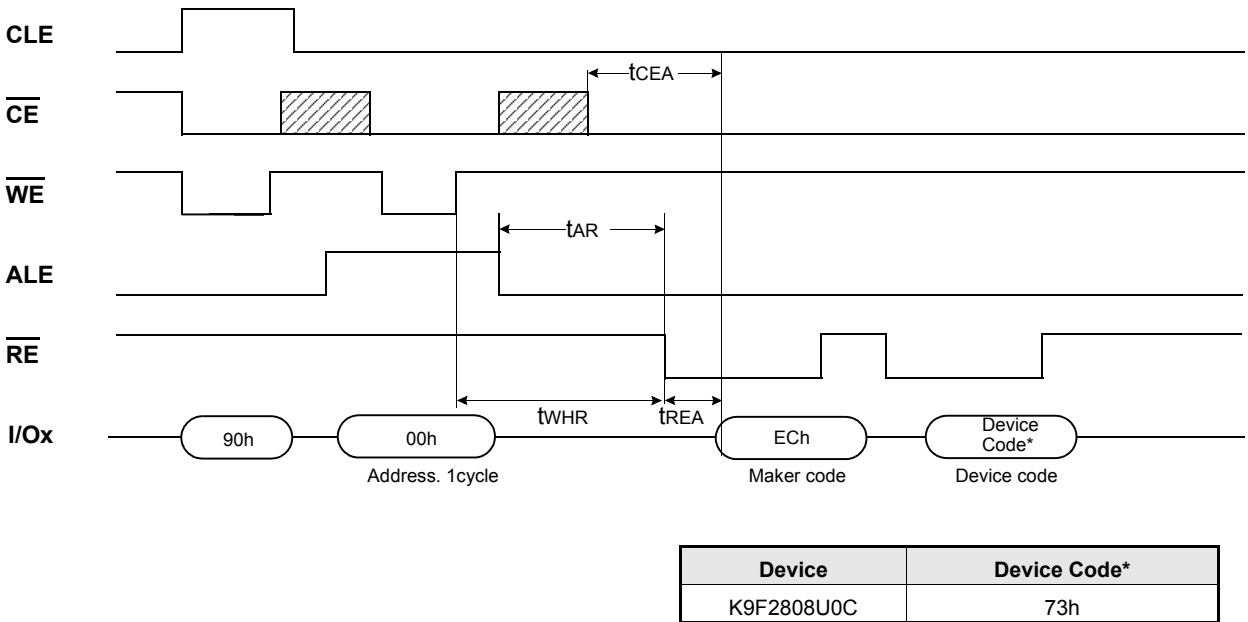 CLE
tCEA
CE
WE
tAR
ALE
RE
tWHR
tREA
I/Ox
90h
00h
ECh
Device
Code*
Address. 1cycle
Maker code
Device code
Device
Device Code*
K9F2808U0C
73h